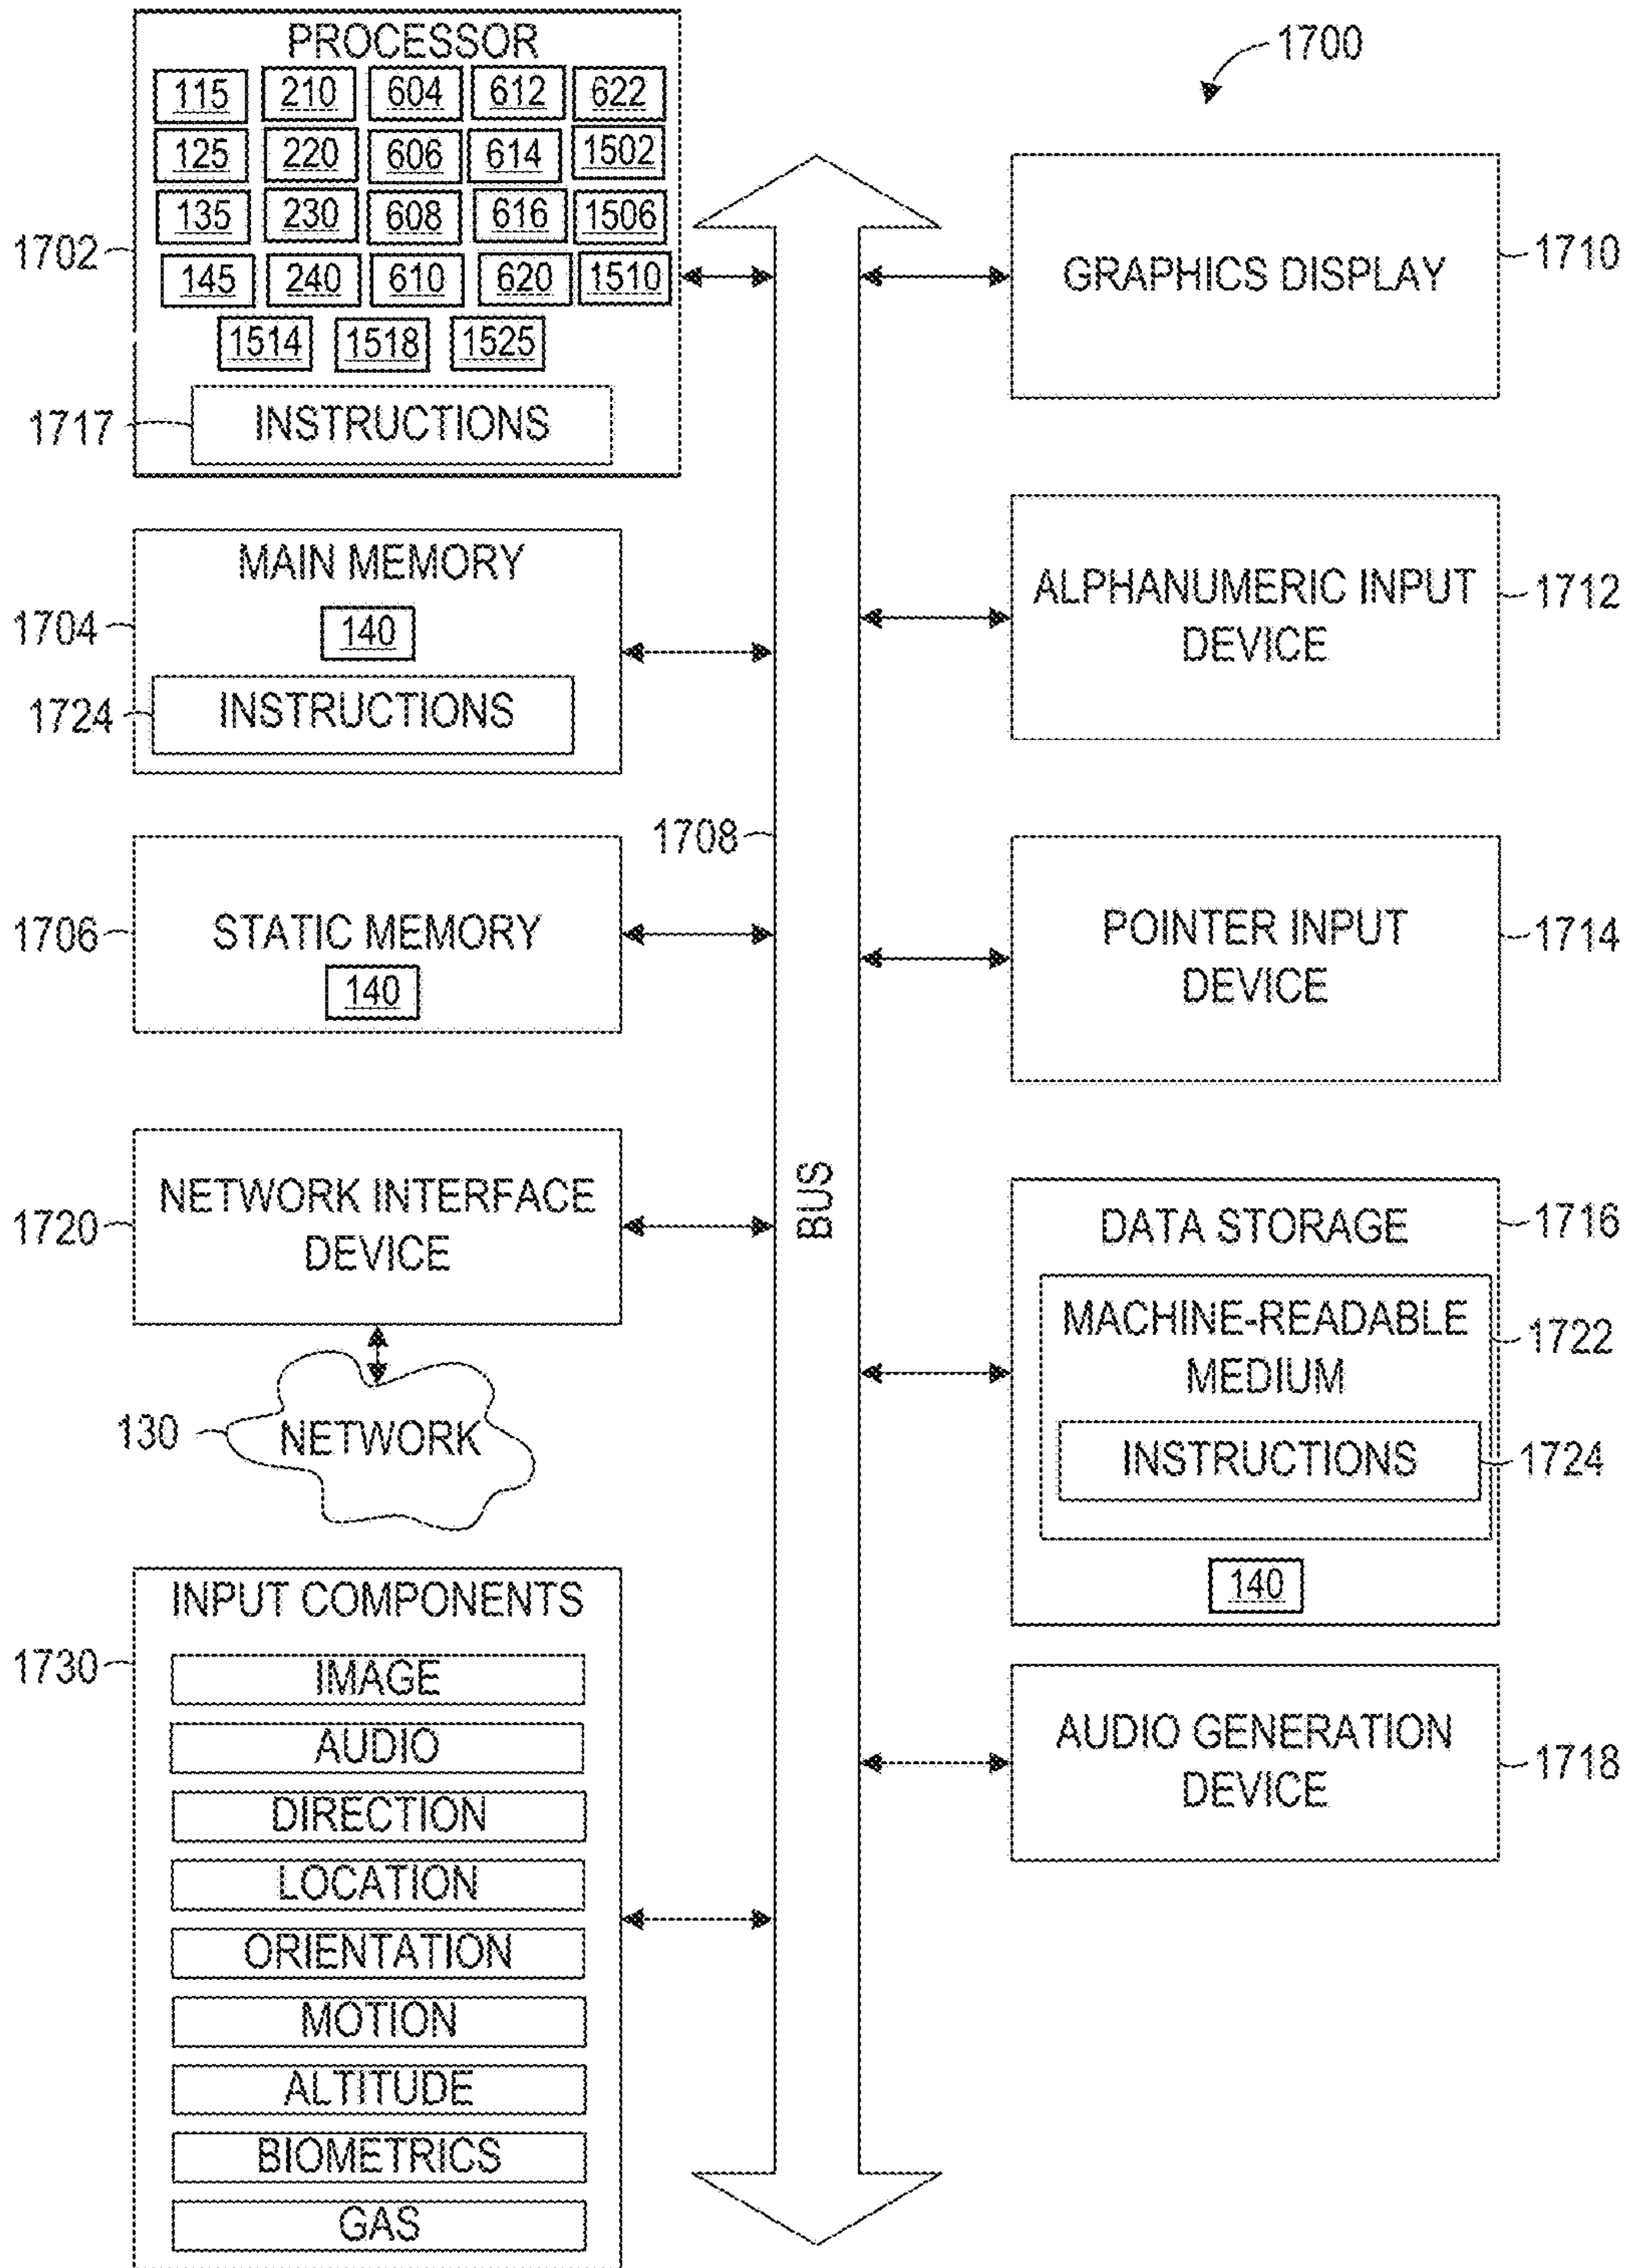 1700
PROCESSOR
115 210 604 612 622
125 220 606 614 1502
135 230 608 616 1506
145 240 610 620 1510
1514 1518 1525
INSTRUCTIONS
1702
1717
MAIN MEMORY
140
INSTRUCTIONS
1704
1724
STATIC MEMORY
140
1706
1708
NETWORK INTERFACE
DEVICE
1720
NETWORK
130
INPUT COMPONENTS
1730
IMAGE
AUDIO
DIRECTION
LOCATION
ORIENTATION
MOTION
ALTITUDE
BIOMETRICS
GAS
BUS
GRAPHICS DISPLAY
1710
ALPHANUMERIC INPUT
DEVICE
1712
POINTER INPUT
DEVICE
1714
DATA STORAGE
1716
MACHINE-READABLE
MEDIUM
1722
INSTRUCTIONS
1724
140
AUDIO GENERATION
DEVICE
1718